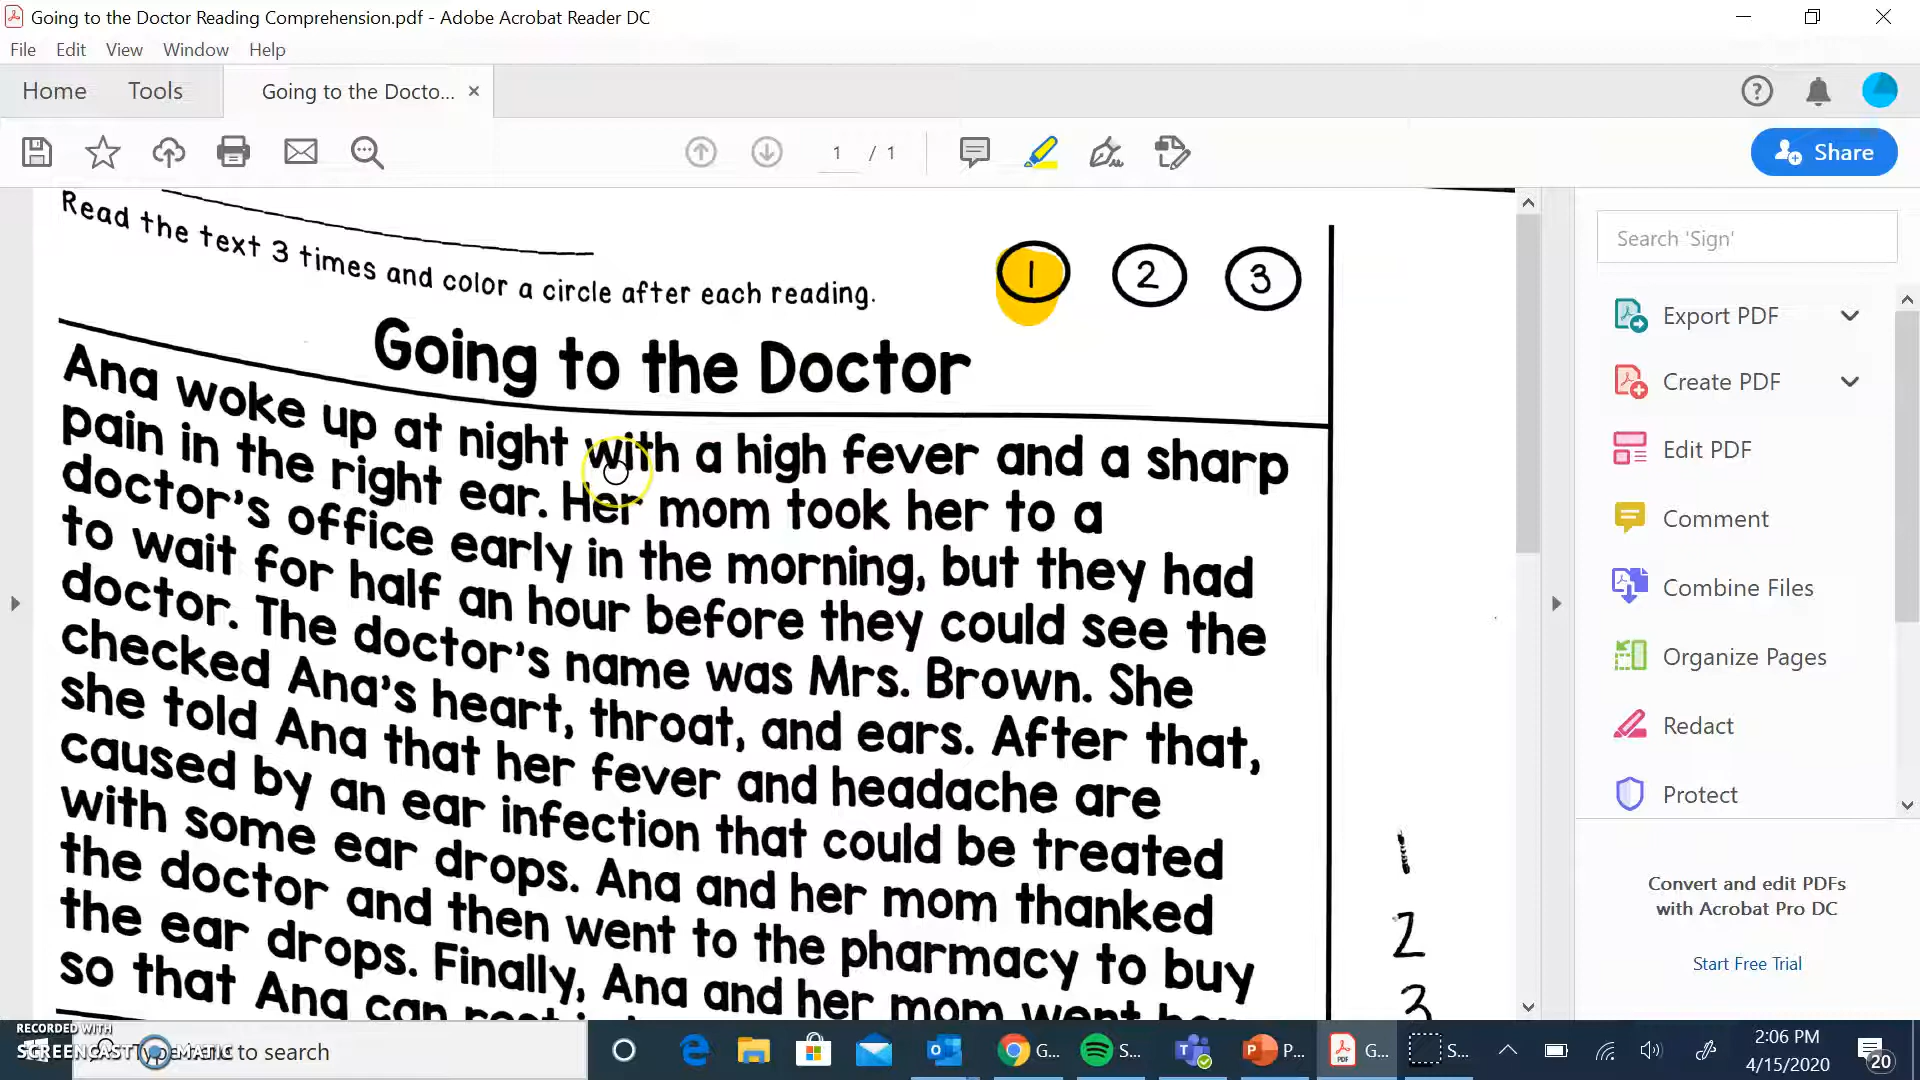 Going to the Doctor Reading Comprehension.pdf - Adobe Acrobat Reader DC
File Edit View Window Help
Home Tools Going to the Docto... ×
1 / 1 Share
Read the text 3 times and color a circle after each reading.
1 2 3
Going to the Doctor
Ana woke up at night with a high fever and a sharp
pain in the right ear. Her mom took her to a
doctor's office early in the morning, but they had
to wait for half an hour before they could see the
doctor. The doctor's name was Mrs. Brown. She
checked Ana's heart, throat, and ears. After that,
she told Ana that her fever and headache are
caused by an ear infection that could be treated
with some ear drops. Ana and her mom thanked
the doctor and then went to the pharmacy to buy
the ear drops. Finally, Ana and her mom went
so that Ana can
1
2
3
Search 'Sign'
Export PDF
Create PDF
Edit PDF
Comment
Combine Files
Organize Pages
Redact
Protect
Convert and edit PDFs
with Acrobat Pro DC
Start Free Trial
RECORDED WITH
SCREENCAST MATIC
Type here to search
G...
S...
P...
G...
S...
2:06 PM
4/15/2020
20